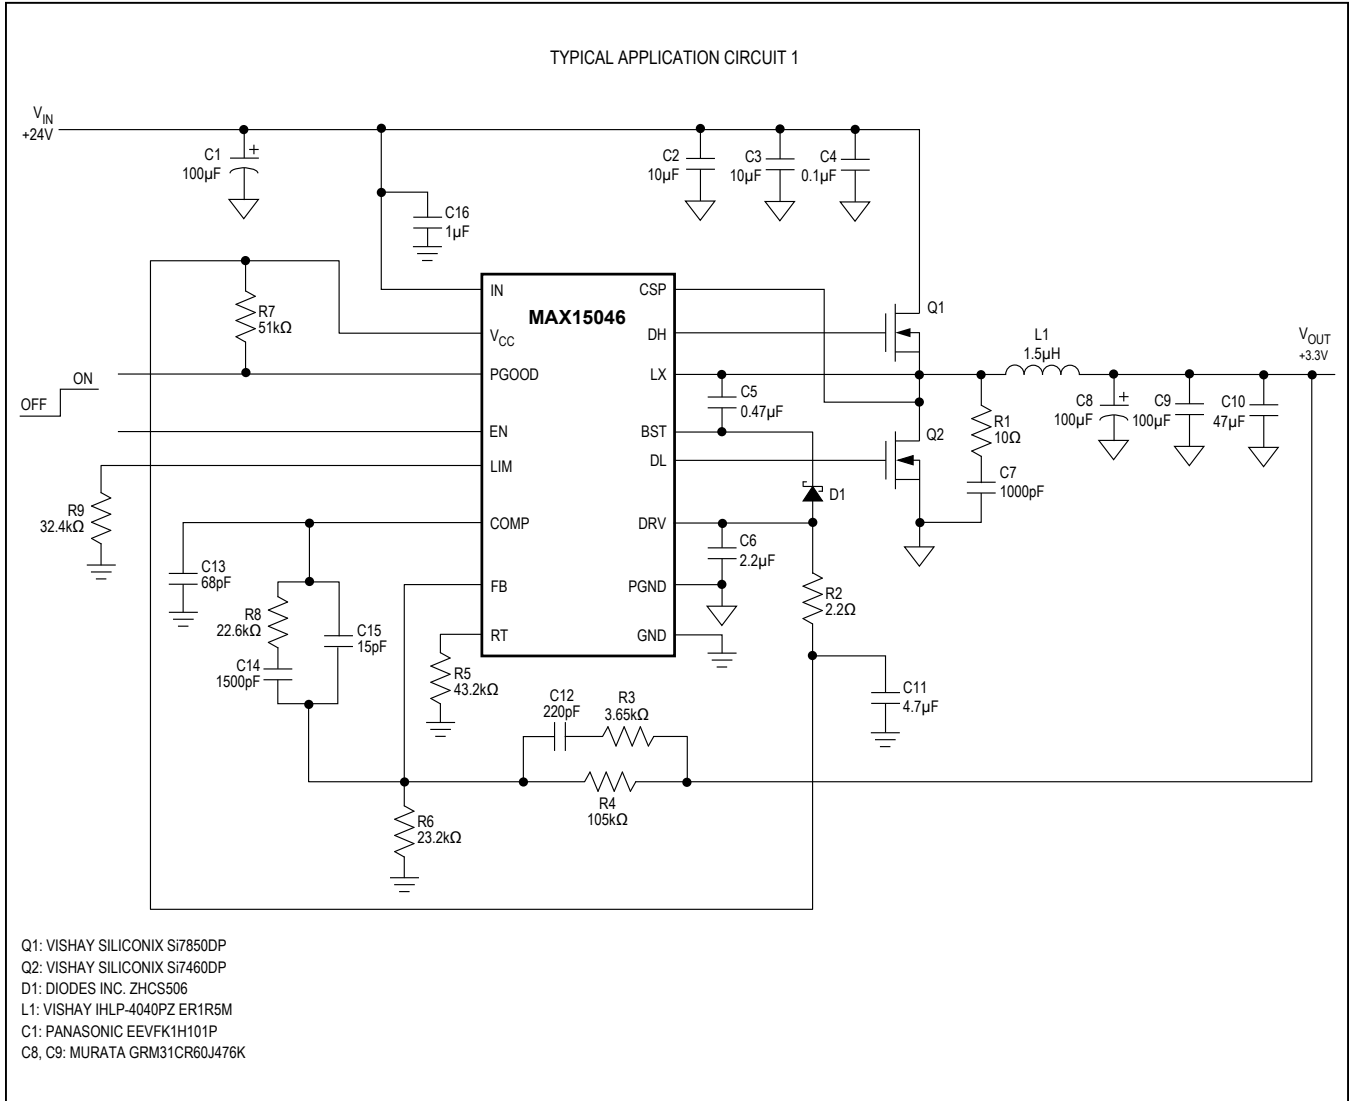 TYPICAL APPLICATION CIRCUIT 1
VIN
+24V
C1
100µF
C2
10µF
C3
10µF
C4
0.1µF
C16
1µF
R7
51kΩ
MAX15046
IN
VCC
PGOOD
EN
LIM
COMP
FB
RT
CSP
DH
LX
BST
DL
DRV
PGND
GND
ON
OFF
Q1
L1
1.5µH
VOUT
+3.3V
C5
0.47µF
Q2
R1
10Ω
C7
1000pF
C8
100µF
C9
100µF
C10
47µF
D1
R9
32.4kΩ
C13
68pF
R8
22.6kΩ
C15
15pF
C14
1500pF
C6
2.2µF
R2
2.2Ω
R5
43.2kΩ
C11
4.7µF
C12
220pF
R3
3.65kΩ
R4
105kΩ
R6
23.2kΩ
Q1: VISHAY SILICONIX Si7850DP
Q2: VISHAY SILICONIX Si7460DP
D1: DIODES INC. ZHCS506
L1: VISHAY IHLP-4040PZ ER1R5M
C1: PANASONIC EEVFK1H101P
C8, C9: MURATA GRM31CR60J476K